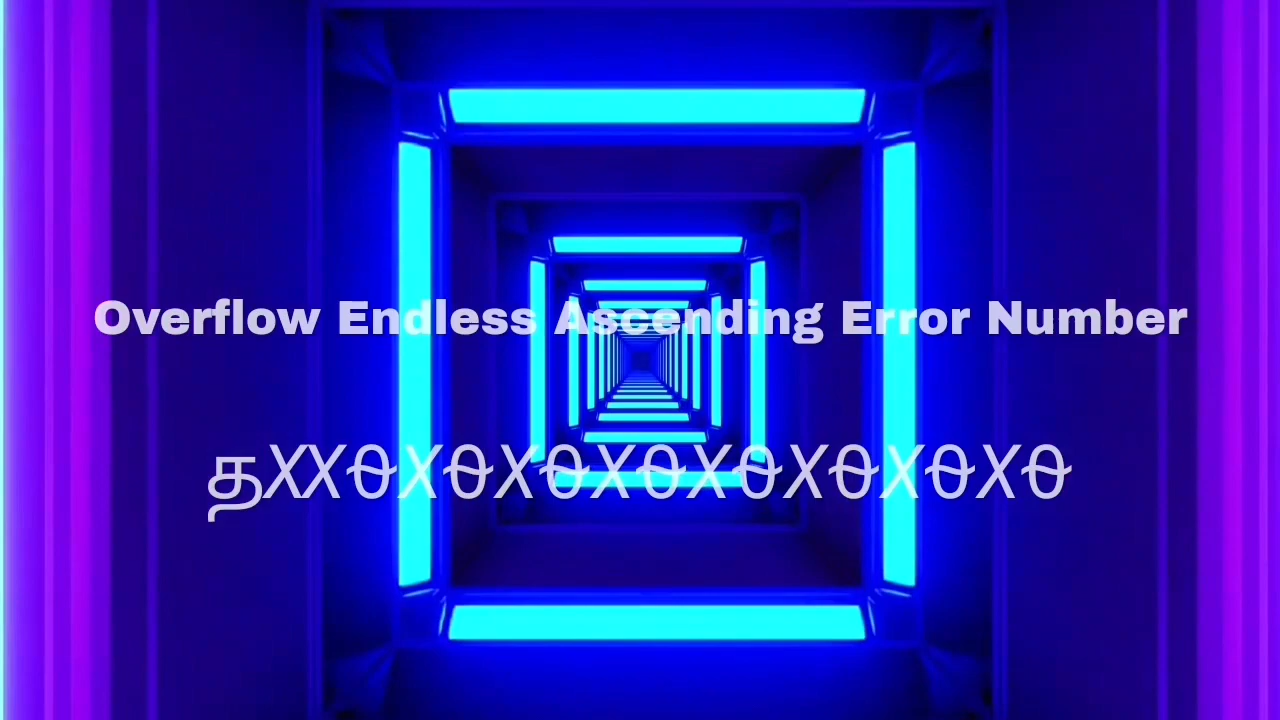 Overflow Endless Ascending Error Number
தXXϑXϑXϑXϑXϑXϑXϑXϑ